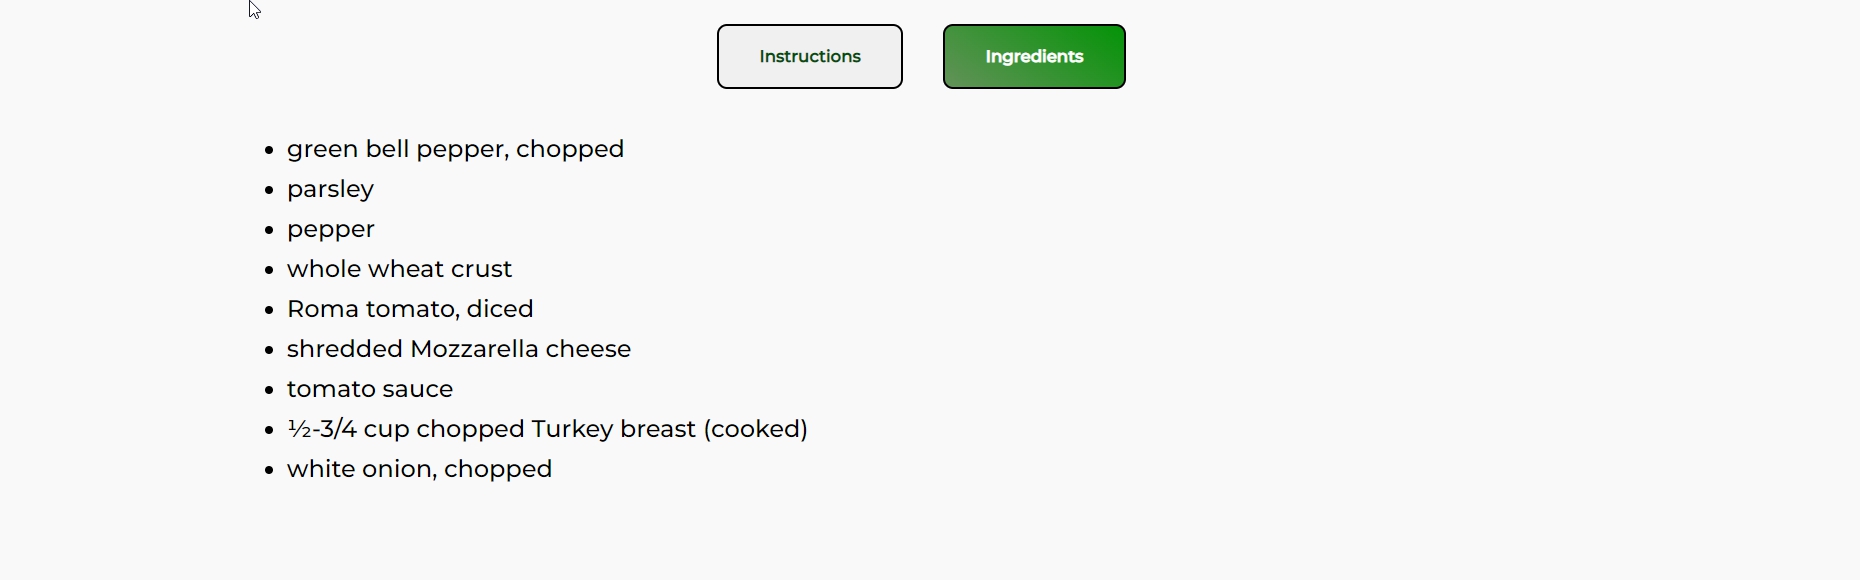 Instructions
Ingredients
green bell pepper, chopped
parsley
pepper
whole wheat crust
Roma tomato, diced
shredded Mozzarella cheese
tomato sauce
½-3/4 cup chopped Turkey breast (cooked)
white onion, chopped